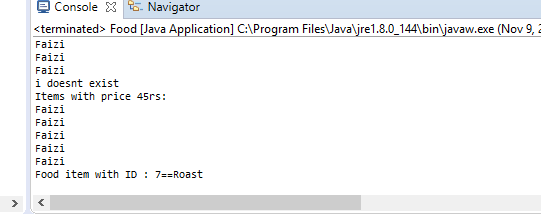 Console Navigator
<terminated> Food [Java Application] C:\Program Files\Java\jre1.8.0_144\bin\javaw.exe (Nov 9, 2
Faizi
Faizi
Faizi
i doesnt exist
Items with price 45rs:
Faizi
Faizi
Faizi
Faizi
Faizi
Food item with ID : 7==Roast